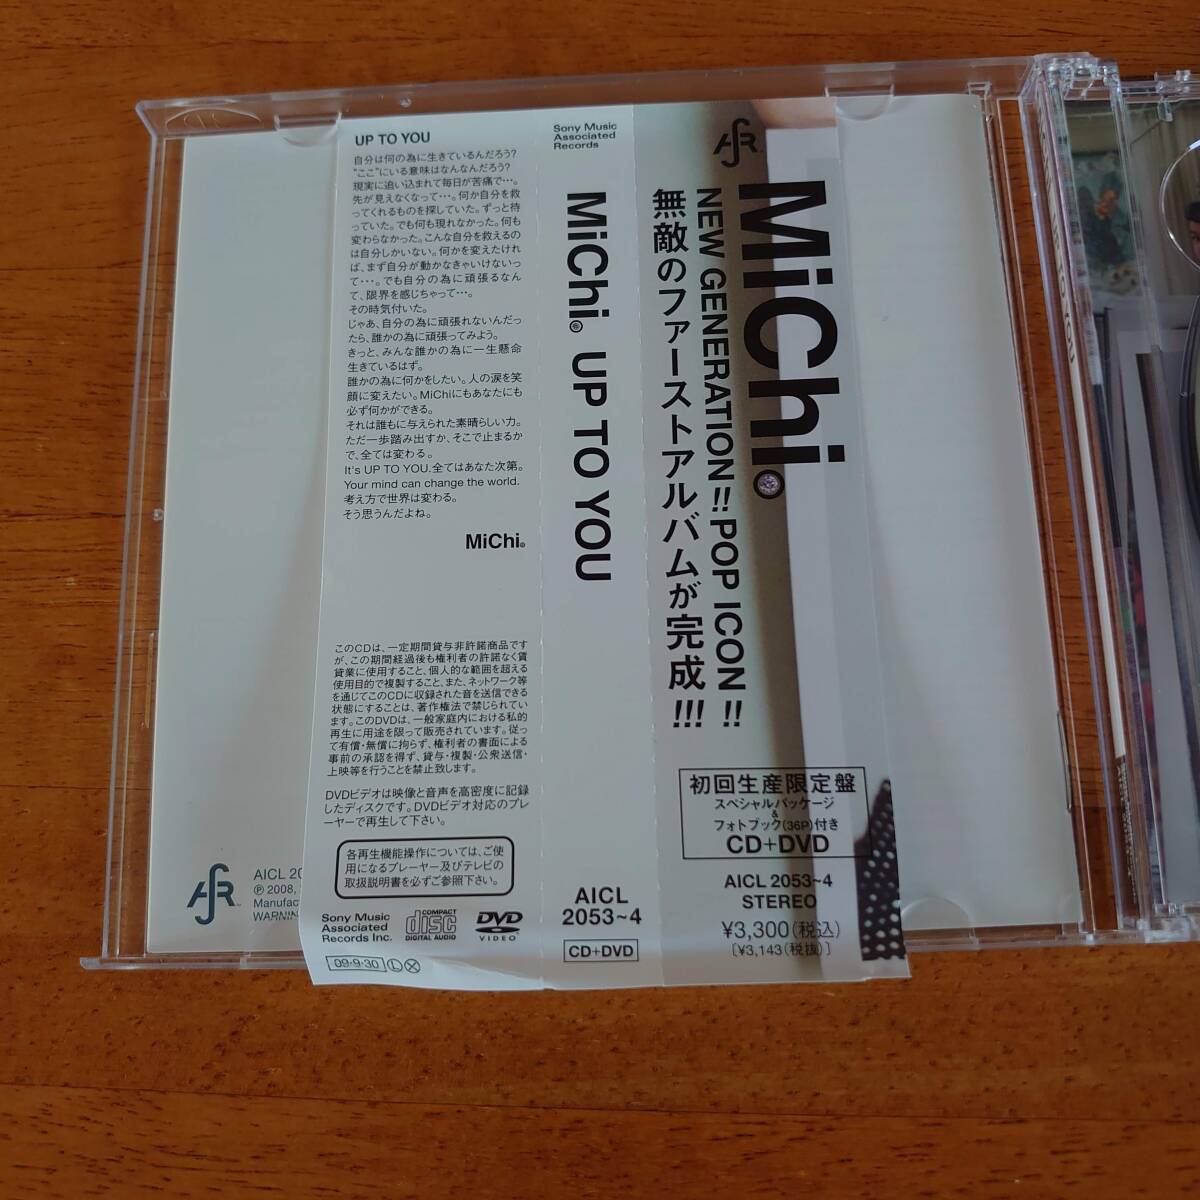 UP TO YOU
自分は何の為に生きているんだろう?
"ここ"にいる意味はなんなんだろう?
現実に追い込まれて毎日が苦痛で…。
先が見えなくなって…。何か自分を救
ってくれるものを探していた。ずっと待
っていた。でも何も現れなかった。何も
変わらなかった。こんな自分を救えるの
は自分しかいない。何かを変えたけれ
ば、まず自分が動かなきゃいけないっ
て…。でも自分の為に頑張るなん
て、限界を感じちゃって…。
その時気付いた。
じゃあ、自分の為に頑張れないんだっ
たら、誰かの為に頑張ってみよう。
きっと、みんな誰かの為に一生懸命
生きているはず。
誰かの為に何かをしたい。人の涙を笑
顔に変えたい。MiChiにもあなたにも
必ず何かができる。
それは誰もに与えられた素晴らしい力。
ただ一歩踏み出すか、そこで止まるか
で、全ては変わる。
It's UP TO YOU.全てはあなた次第。
Your mind can change the world.
考え方で世界は変わる。
そう思うんだよね。
MiChi。
このCDは、一定期間貸与非許諾商品です
が、この期間経過後も権利者の許諾なく賃
貸業に使用すること、個人的な範囲を超える
使用目的で複製すること、また、ネットワーク等
を通じてこのCDに収録された音を送信できる
状態にすることは、著作権法で禁じられてい
ます。このDVDは、一般家庭内における私的
再生に用途を限って販売されています。従っ
て有償・無償に拘らず、権利者の書面による
事前の承認を得ず、貸与・複製・公衆送信・
上映等を行うことを禁止致します。
DVDビデオは映像と音声を高密度に記録
したディスクです。DVDビデオ対応のプレ
ーヤーで再生して下さい。
各再生機能操作については、ご使
用になるプレーヤー及びテレビの
取扱説明書を必ずご参照下さい。
Sony Music
Associated
Records Inc.
COMPACT
disc
DIGITAL AUDIO
DVD
VIDEO
09・9・30 L X
Sony Music
Associated
Records
MiChi。 UP TO YOU
AICL
2053~4
CD+DVD
MiChi。
NEW GENERATION!! POP ICON!!
無敵のファーストアルバムが完成!!!
初回生産限定盤
スペシャルパッケージ
&
フォトブック(36P)付き
CD+DVD
AICL 2053~4
STEREO
¥3,300(税込)
[¥3,143(税抜)]
AICL 20
Ⓟ 2008,
Manufac
WARNIN